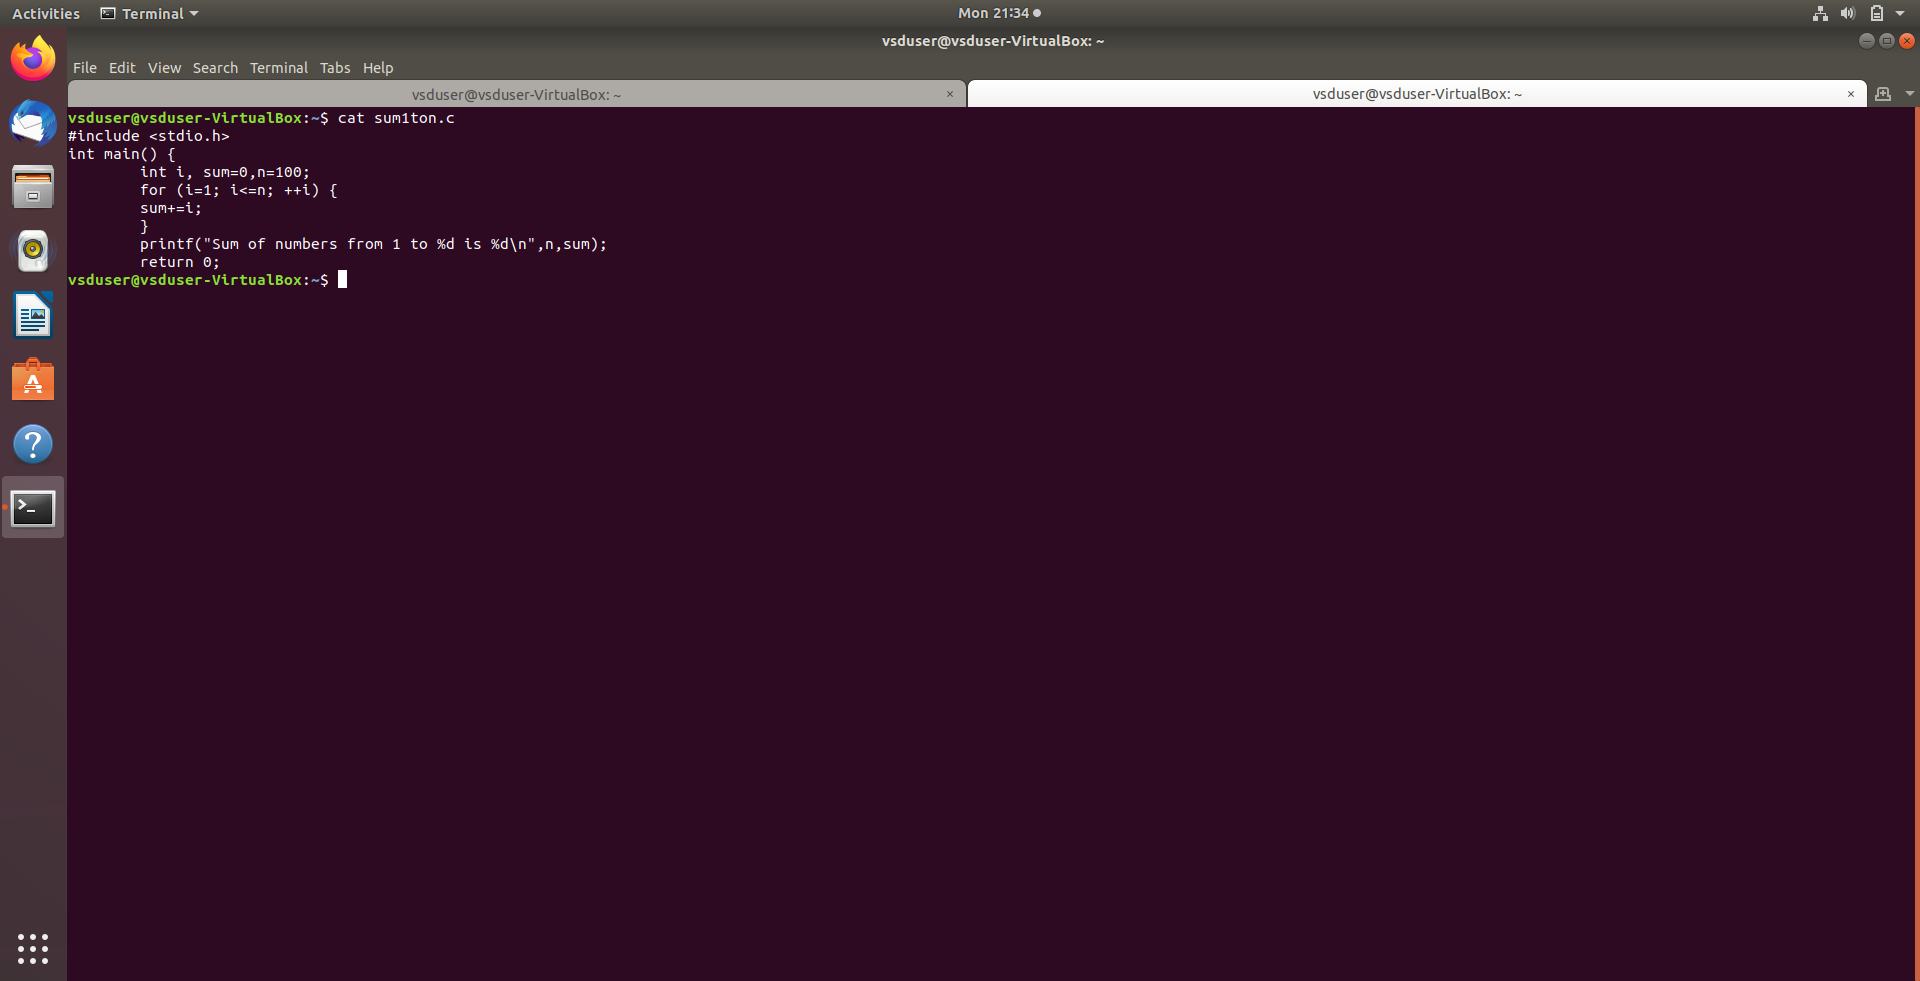 Activities Terminal Mon 21:34
vsduser@vsduser-VirtualBox: ~
File Edit View Search Terminal Tabs Help
vsduser@vsduser-VirtualBox: ~ × vsduser@vsduser-VirtualBox: ~ ×
vsduser@vsduser-VirtualBox:~$ cat sum1ton.c
#include <stdio.h>
int main() {
        int i, sum=0,n=100;
        for (i=1; i<=n; ++i) {
        sum+=i;
        }
        printf("Sum of numbers from 1 to %d is %d\n",n,sum);
        return 0;
vsduser@vsduser-VirtualBox:~$